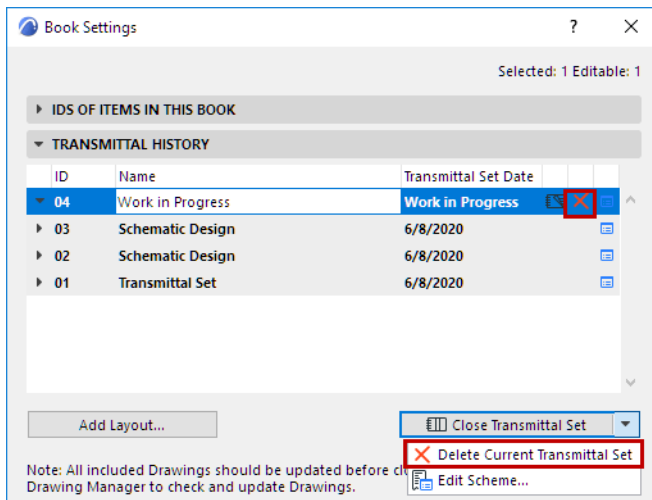 Book Settings
?
Selected: 1 Editable: 1
IDS OF ITEMS IN THIS BOOK
TRANSMITTAL HISTORY
ID Name Transmittal Set Date
04 Work in Progress Work in Progress
03 Schematic Design 6/8/2020
02 Schematic Design 6/8/2020
01 Transmittal Set 6/8/2020
Add Layout... Close Transmittal Set
Delete Current Transmittal Set
Note: All included Drawings should be updated before
Edit Scheme...
Drawing Manager to check and update Drawings.